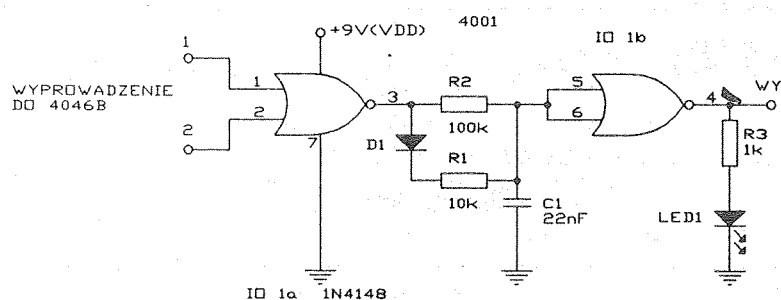 +9V(VDD)
4001
IO 1b
1
WYPROWADZENIE
DO 4046B
2
1
2
3
7
R2
100k
D1
R1
10k
C1
22nF
5
6
4
WY
R3
1k
LED1
IO 1a 1N4148